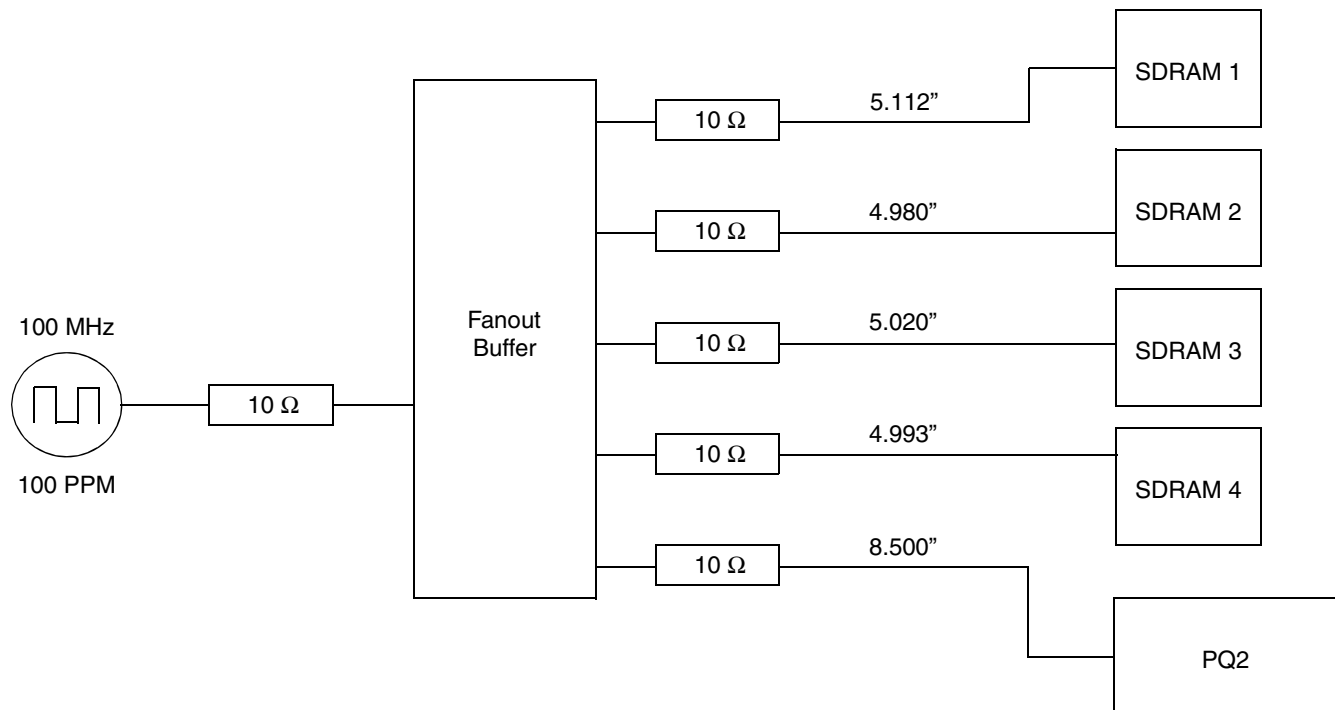 SDRAM 1
5.112”
10 Ω
SDRAM 2
4.980”
10 Ω
SDRAM 3
5.020”
10 Ω
Fanout
Buffer
100 MHz
10 Ω
100 PPM
SDRAM 4
4.993”
10 Ω
8.500”
10 Ω
PQ2